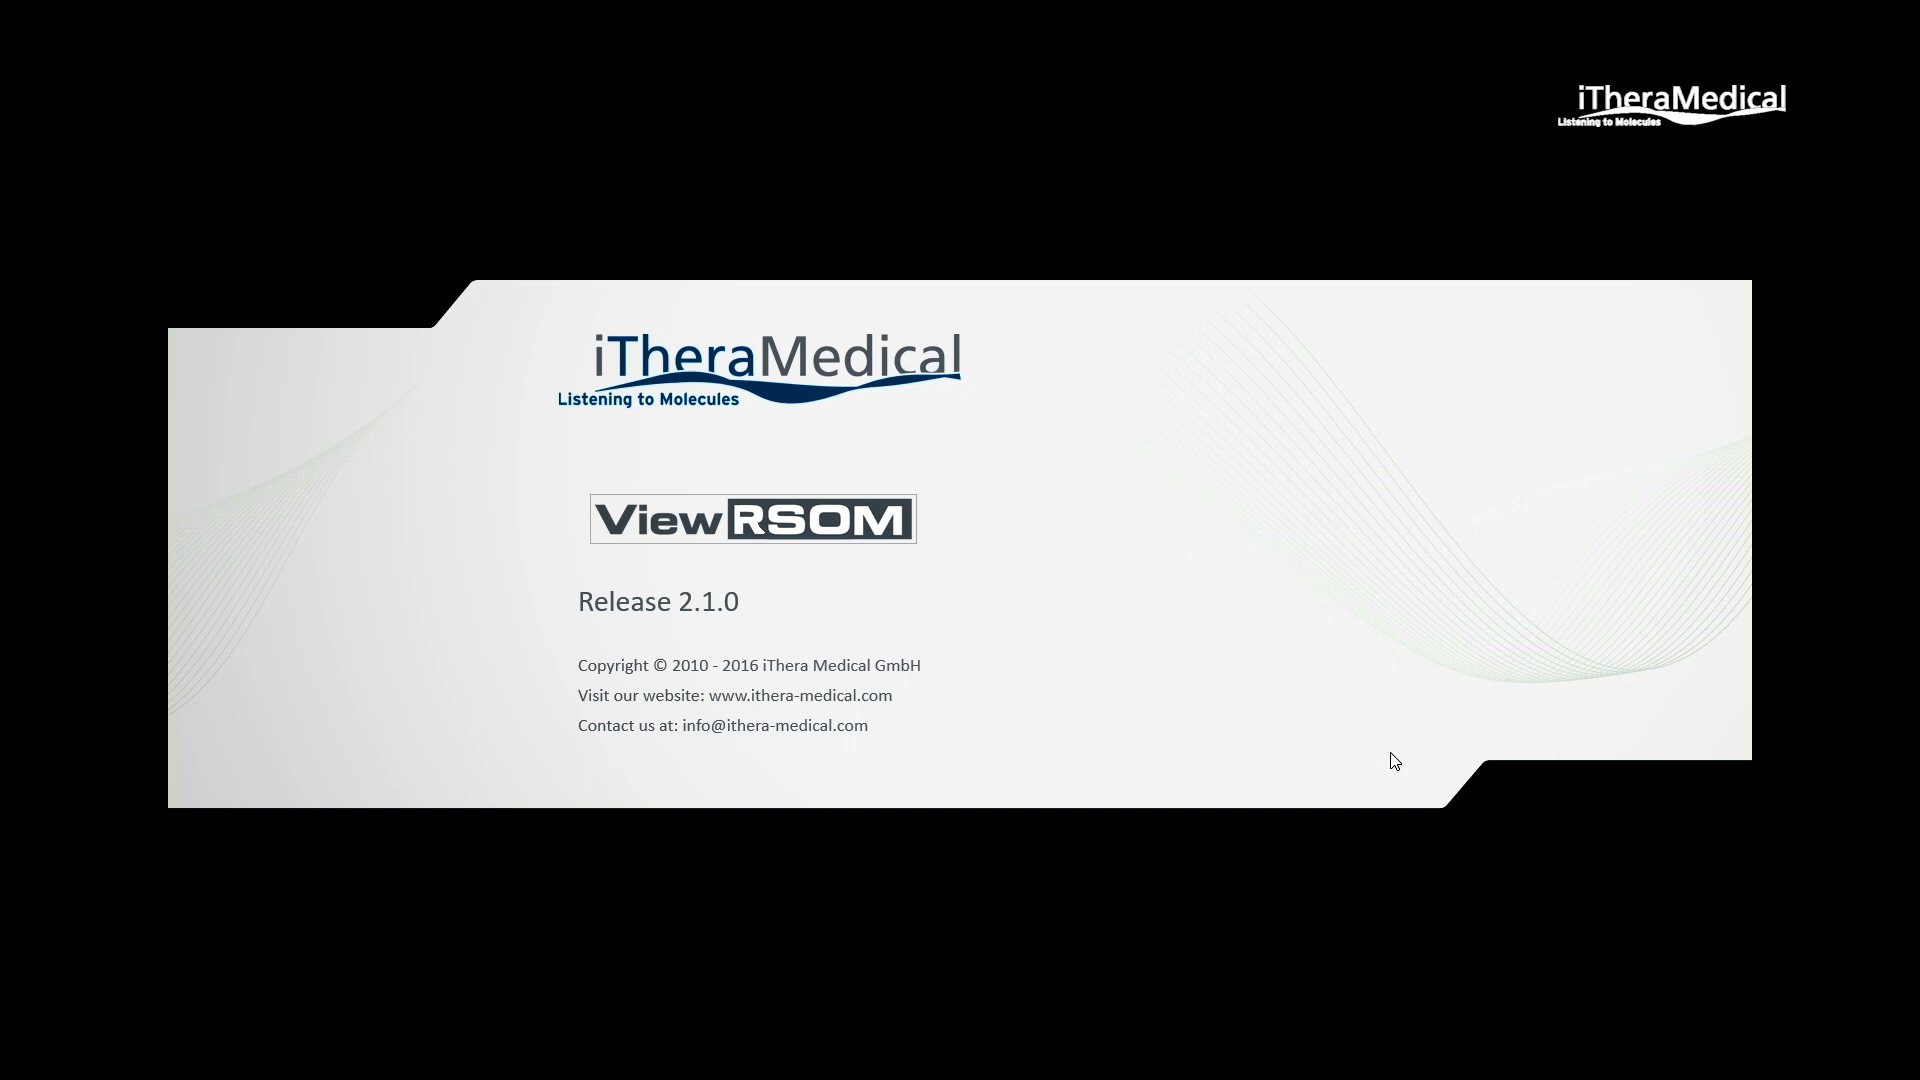 iTheraMedical
Listening to Molecules
iTheraMedical
Listening to Molecules
ViewRSOM
Release 2.1.0
Copyright © 2010 - 2016 iThera Medical GmbH
Visit our website: www.ithera-medical.com
Contact us at: info@ithera-medical.com